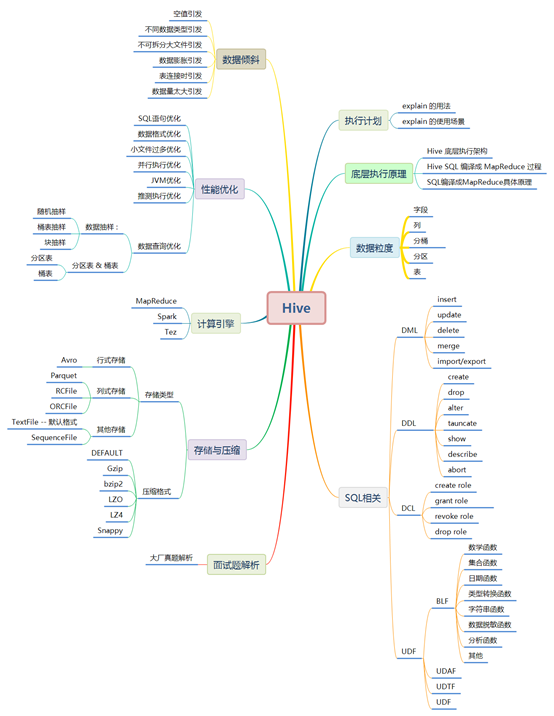 Hive
数据倾斜
空值引发
不同数据类型引发
不可拆分大文件引发
数据膨胀引发
表连接时引发
数据量太大引发
性能优化
SQL语句优化
数据格式优化
小文件过多优化
并行执行优化
JVM优化
推测执行优化
数据查询优化
数据抽样：
随机抽样
桶表抽样
块抽样
分区表 & 桶表
分区表
桶表
计算引擎
MapReduce
Spark
Tez
存储与压缩
存储类型
行式存储
Avro
列式存储
Parquet
RCFile
ORCFile
其他存储
TextFile -- 默认格式
SequenceFile
压缩格式
DEFAULT
Gzip
bzip2
LZO
LZ4
Snappy
面试题解析
大厂真题解析
执行计划
explain 的用法
explain 的使用场景
底层执行原理
Hive 底层执行架构
Hive SQL 编译成 MapReduce 过程
SQL编译成MapReduce具体原理
数据粒度
字段
列
分桶
分区
表
SQL相关
DML
insert
update
delete
merge
import/export
DDL
create
drop
alter
tauncate
show
describe
abort
DCL
create role
grant role
revoke role
drop role
UDF
BLF
数学函数
集合函数
日期函数
类型转换函数
字符串函数
数据脱敏函数
分析函数
其他
UDAF
UDTF
UDF